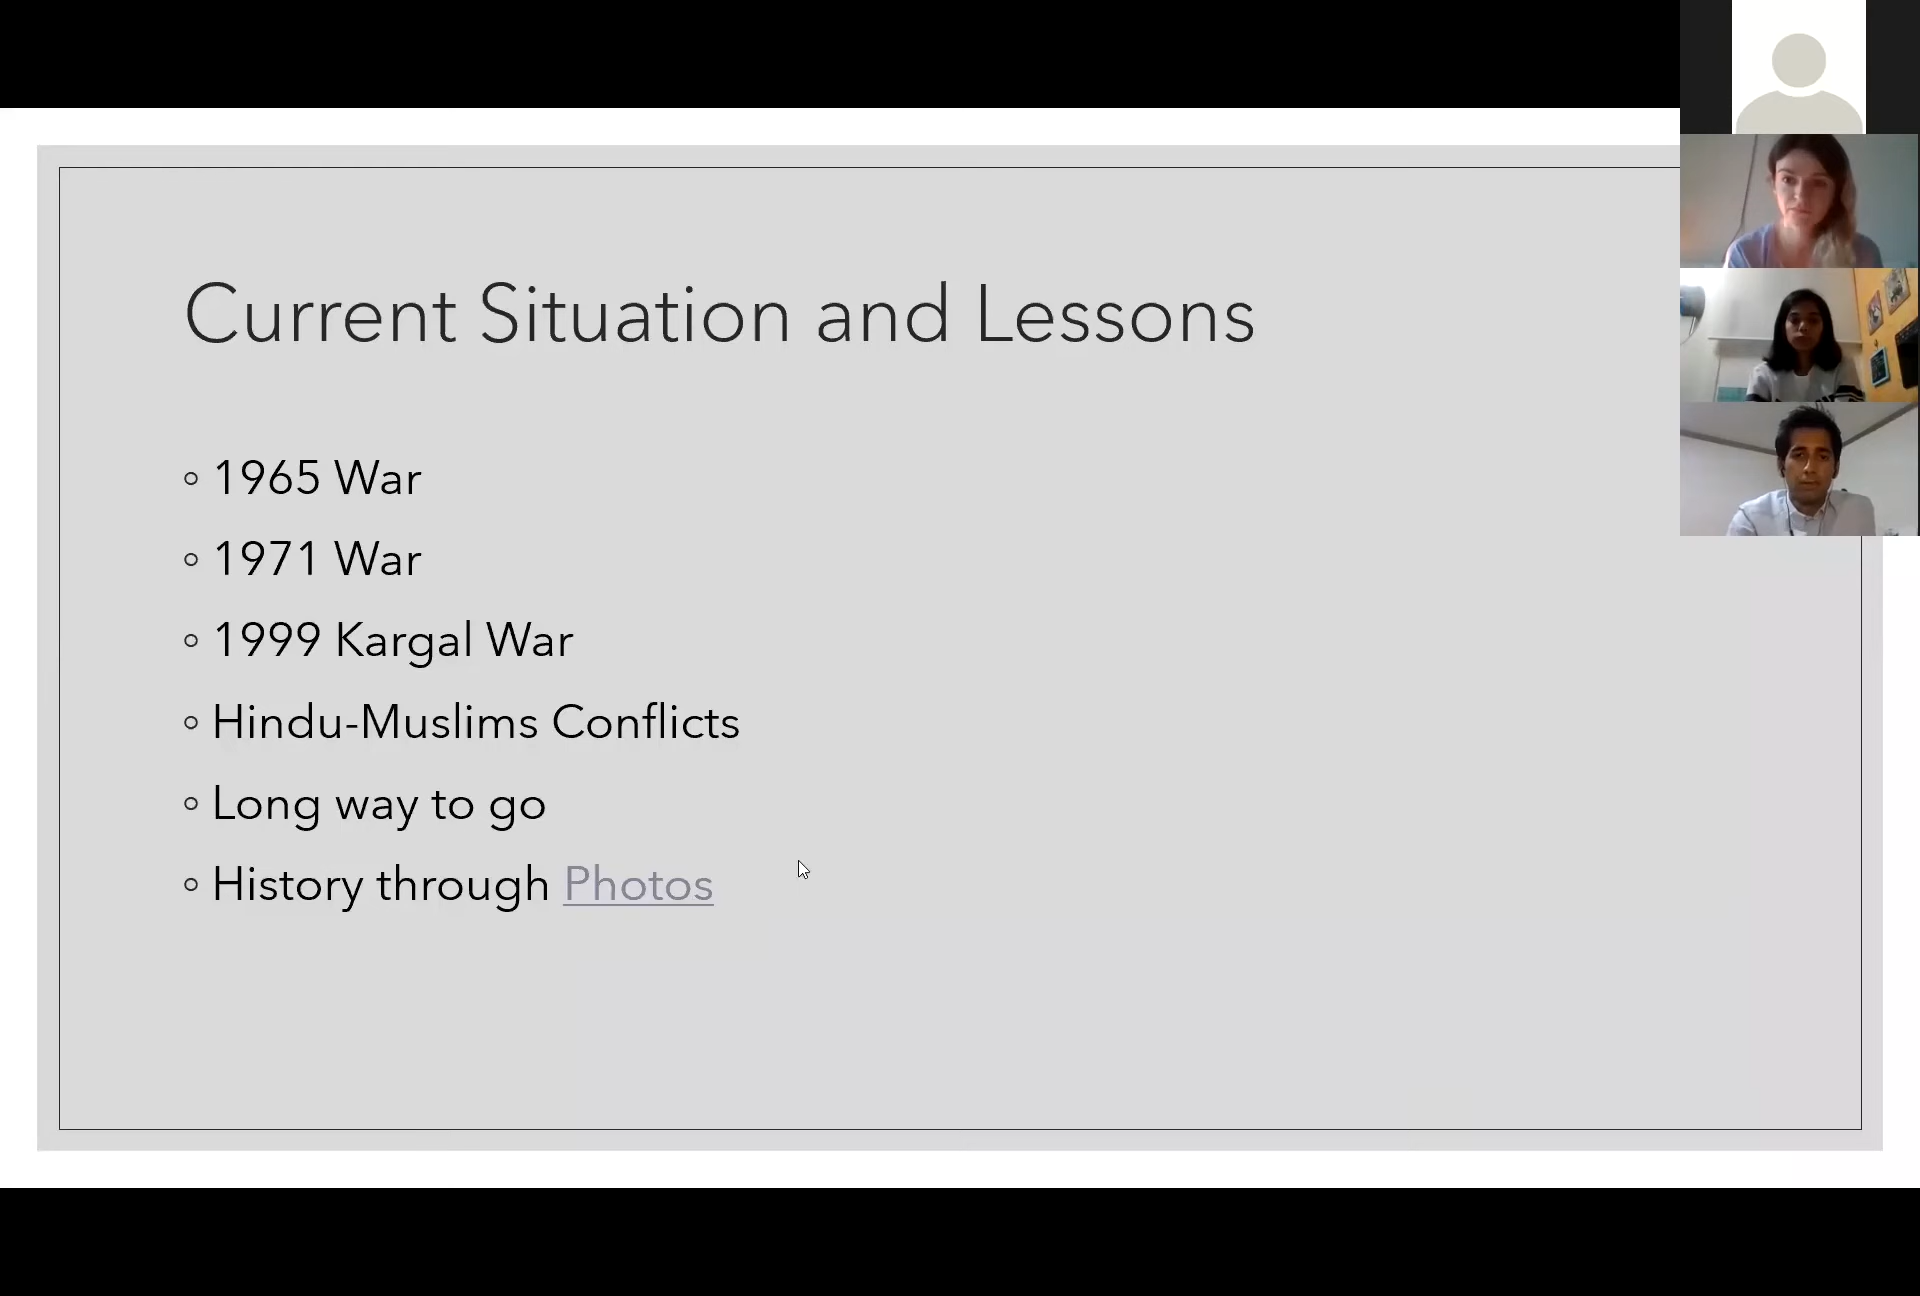 Current Situation and Lessons
◦ 1965 War
◦ 1971 War
◦ 1999 Kargal War
◦ Hindu-Muslims Conflicts
◦ Long way to go
◦ History through Photos